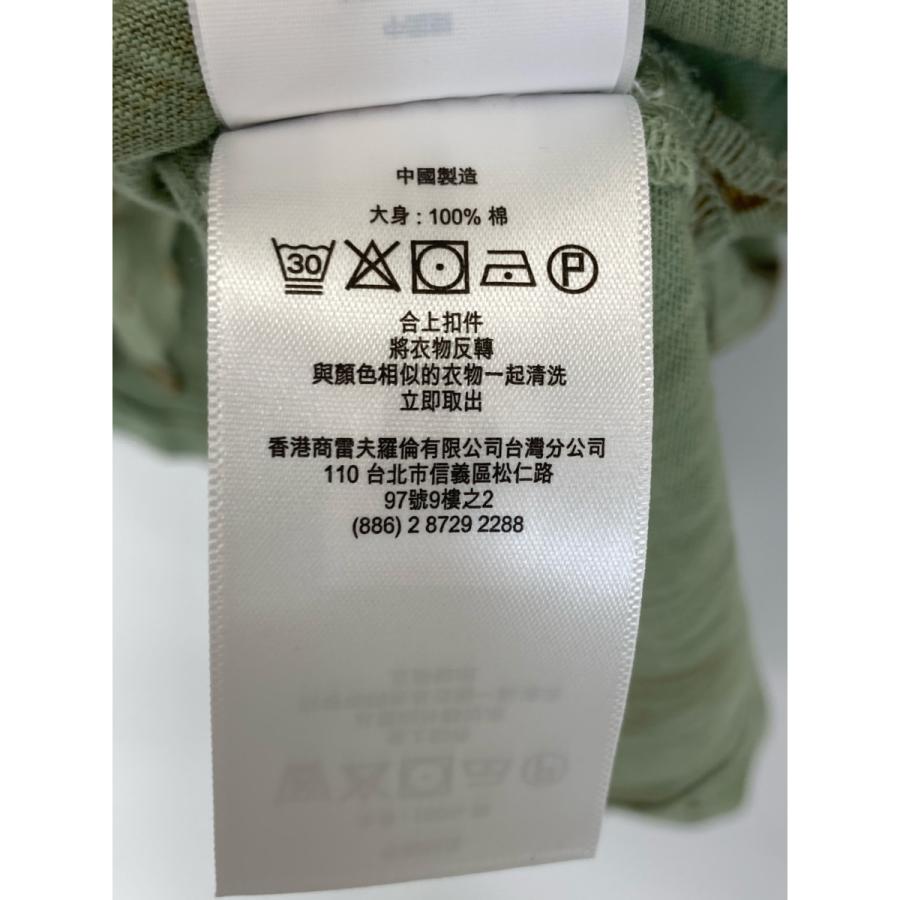 中國製造
大身 : 100% 棉
30 P
合上扣件
將衣物反轉
與顏色相似的衣物一起清洗
立即取出
香港商雷夫羅倫有限公司台灣分公司
110 台北市信義區松仁路
97號9樓之2
(886) 2 8729 2288